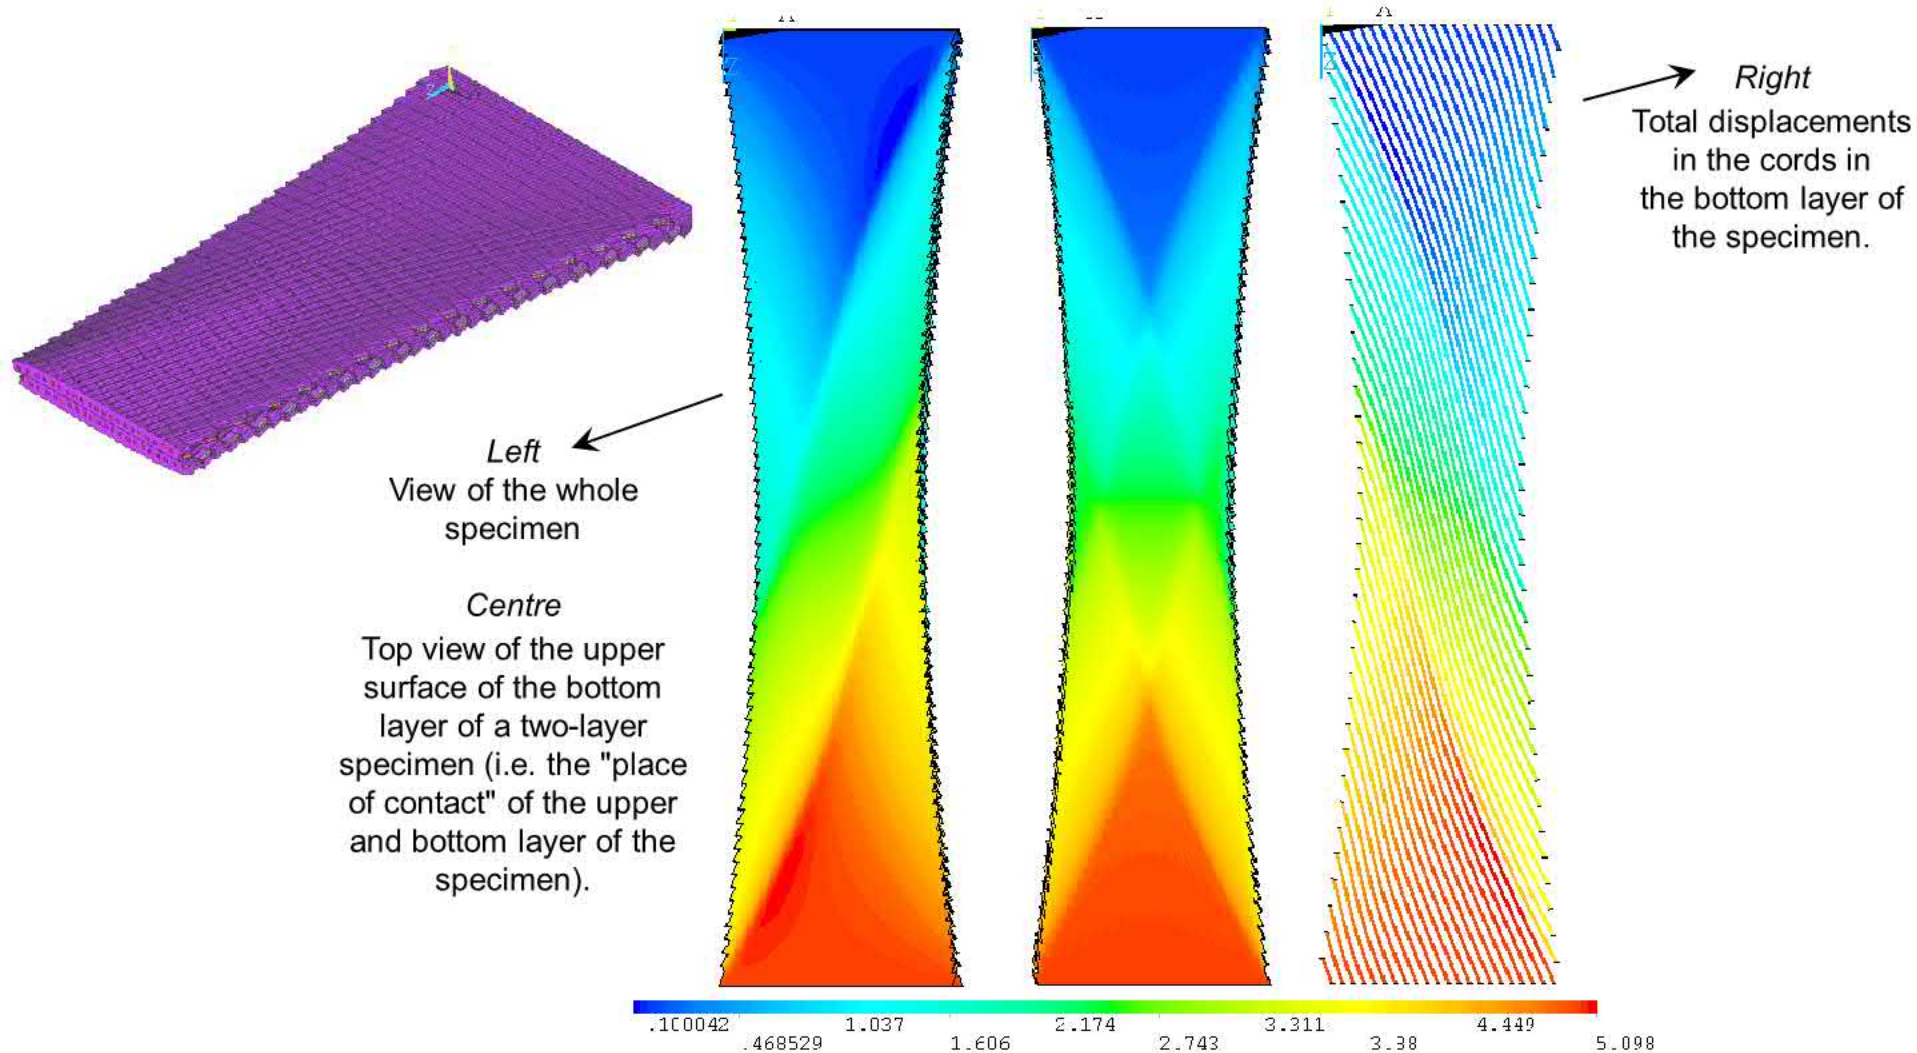 Right
Total displacements
in the cords in
the bottom layer of
the specimen.
Left
View of the whole
specimen
Centre
Top view of the upper
surface of the bottom
layer of a two-layer
specimen (i.e. the "place
of contact" of the upper
and bottom layer of the
specimen).
.100042 1.037 2.174 3.311 4.449
.468529 1.606 2.743 3.88 5.098